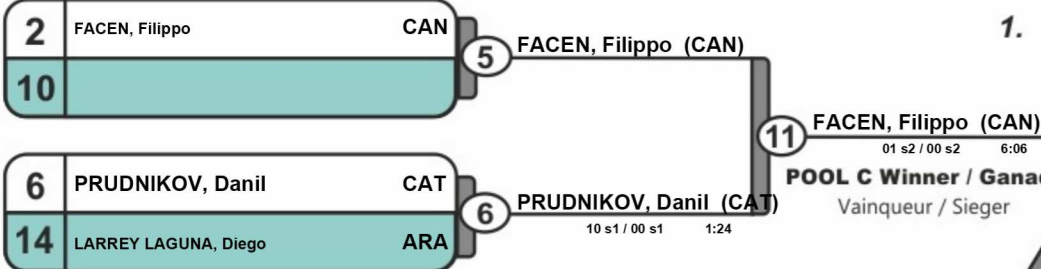 2 FACEN, Filippo CAN
10
5
FACEN, Filippo (CAN)
1.
11
FACEN, Filippo (CAN)
01 s2 / 00 s2 6:06
POOL C Winner / Ganad
Vainqueur / Sieger
6 PRUDNIKOV, Danil CAT
14 LARREY LAGUNA, Diego ARA
6
PRUDNIKOV, Danil (CAT)
10 s1 / 00 s1 1:24